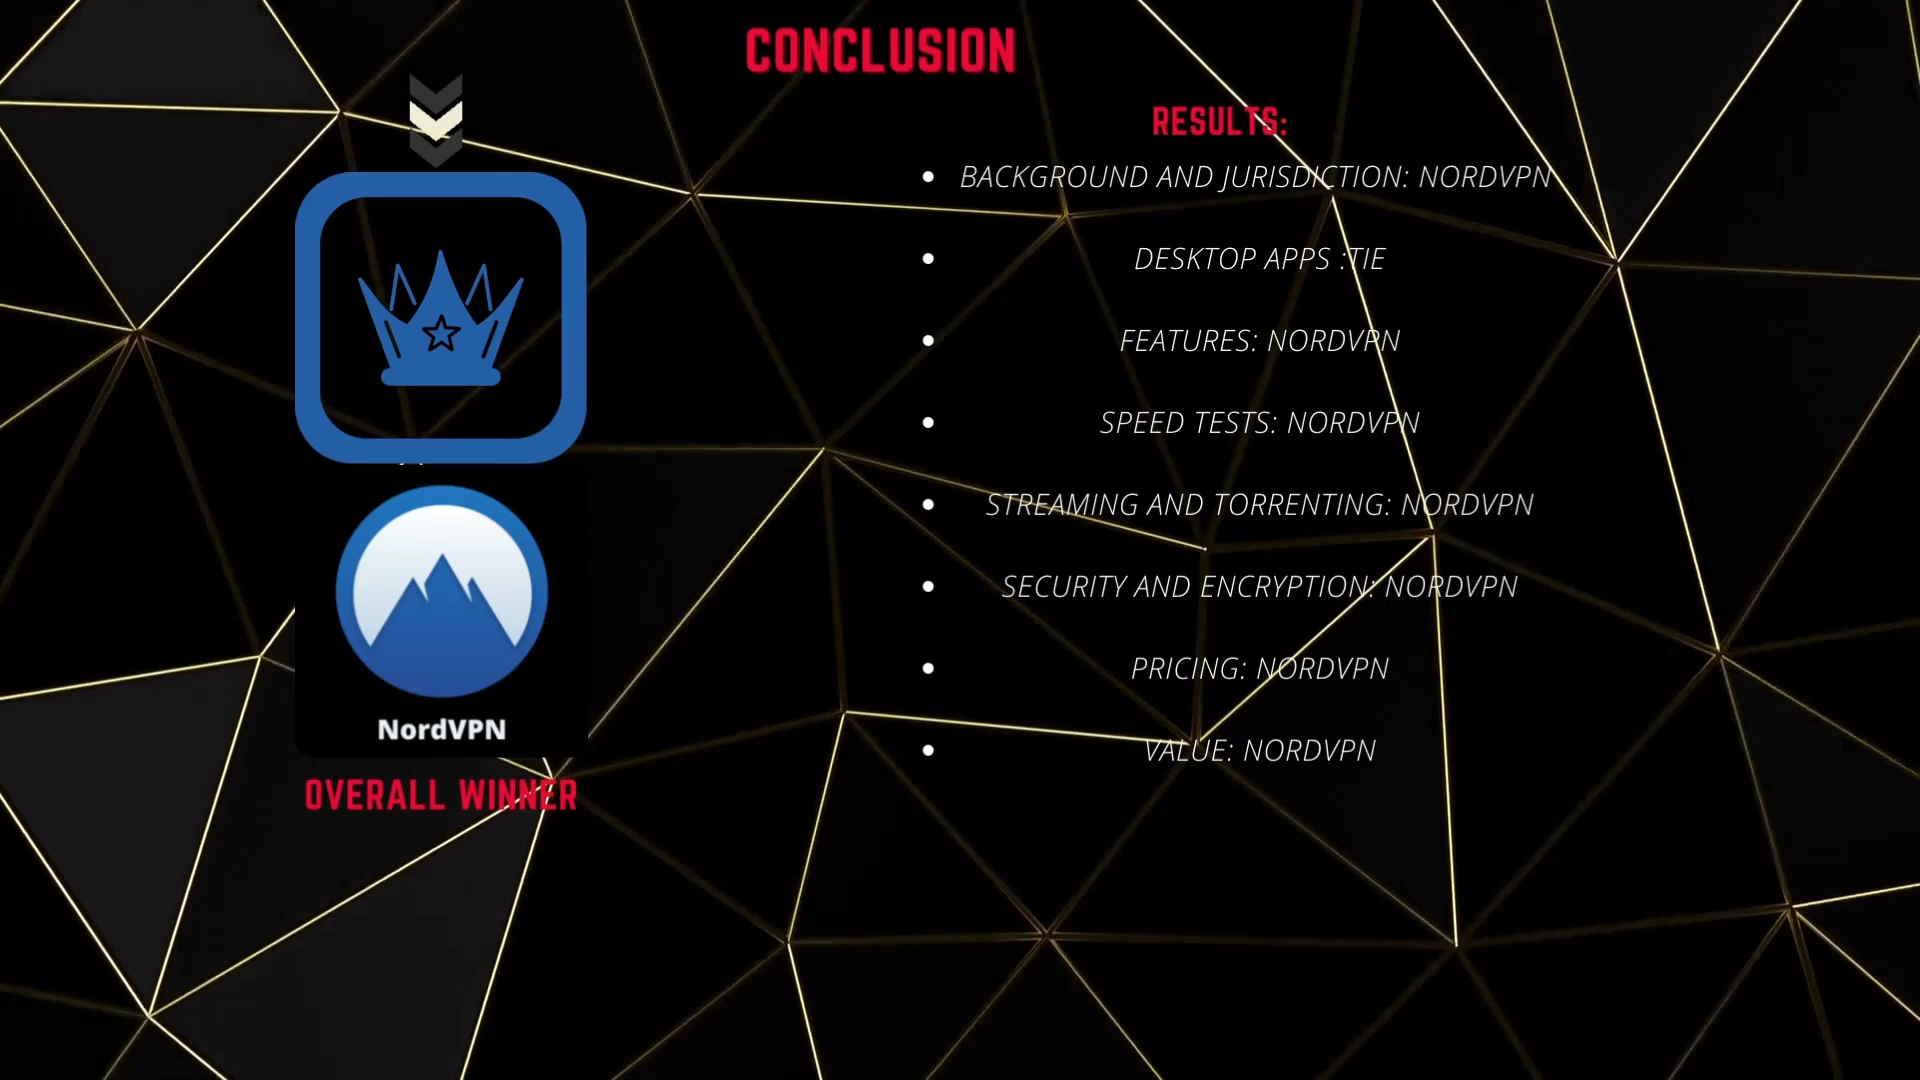 CONCLUSION
RESULTS:
• BACKGROUND AND JURISDICTION: NORDVPN
• DESKTOP APPS :TIE
• FEATURES: NORDVPN
• SPEED TESTS: NORDVPN
• STREAMING AND TORRENTING: NORDVPN
• SECURITY AND ENCRYPTION: NORDVPN
• PRICING: NORDVPN
• VALUE: NORDVPN
NordVPN
OVERALL WINNER